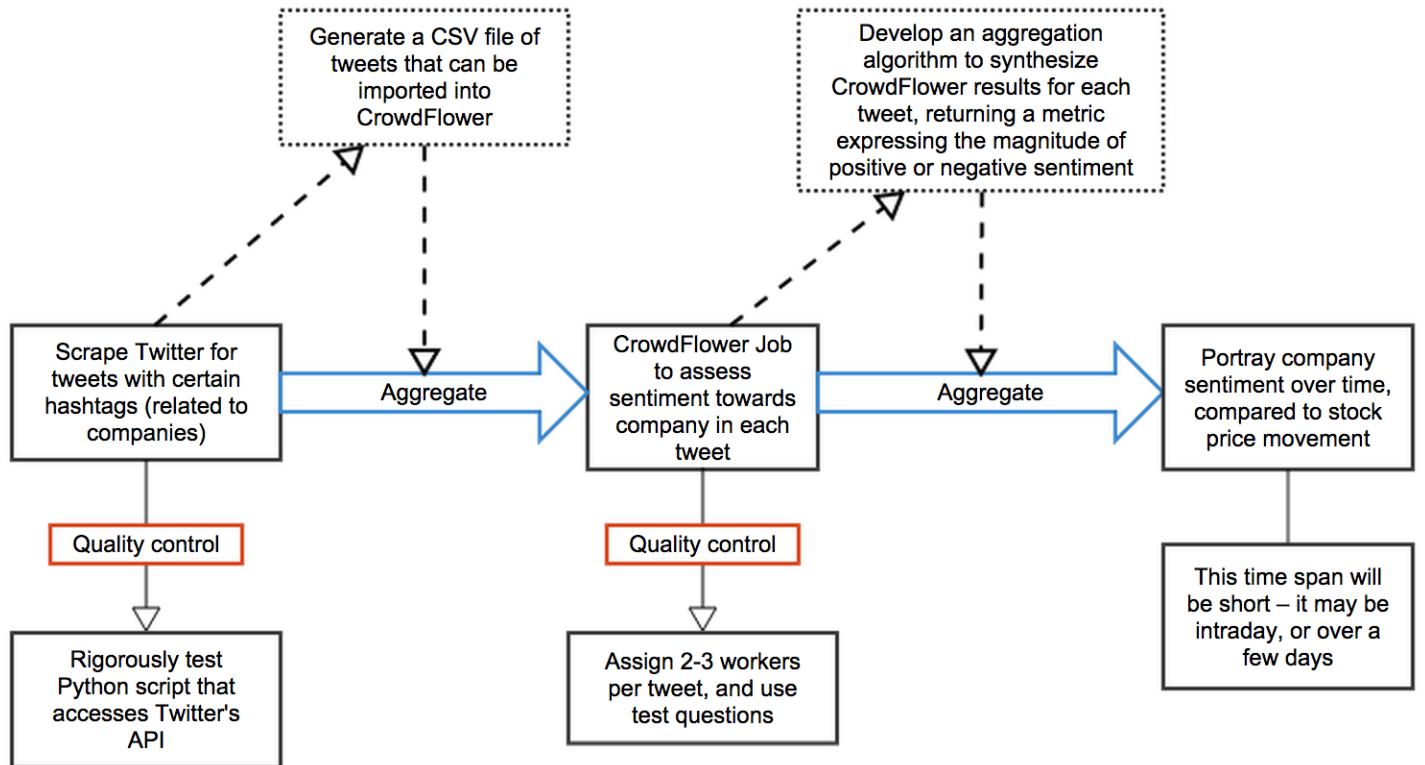 Generate a CSV file of
tweets that can be
imported into
CrowdFlower
Develop an aggregation
algorithm to synthesize
CrowdFlower results for each
tweet, returning a metric
expressing the magnitude of
positive or negative sentiment
Scrape Twitter for
tweets with certain
hashtags (related to
companies)
Aggregate
CrowdFlower Job
to assess
sentiment towards
company in each
tweet
Aggregate
Portray company
sentiment over time,
compared to stock
price movement
Quality control
Quality control
Rigorously test
Python script that
accesses Twitter's
API
Assign 2-3 workers
per tweet, and use
test questions
This time span will
be short – it may be
intraday, or over a
few days